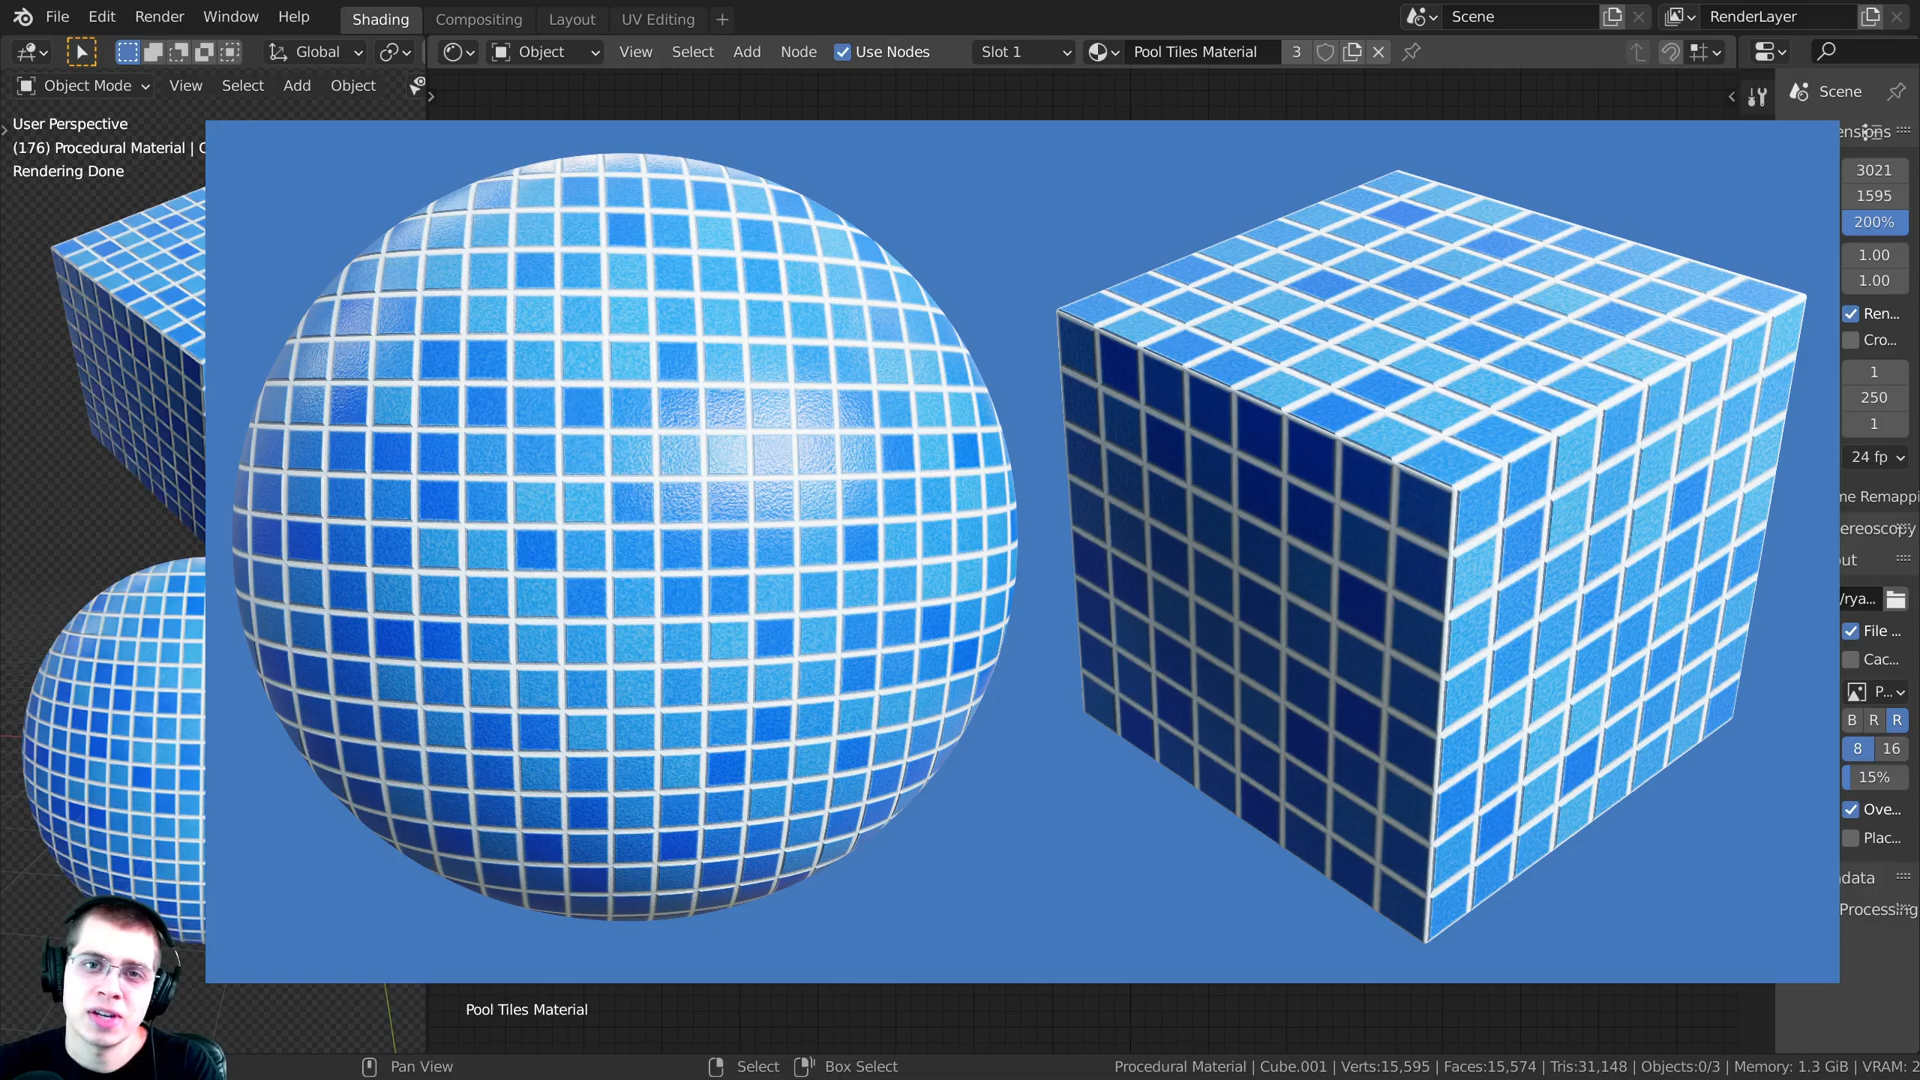 File Edit Render Window Help Shading Compositing Layout UV Editing + Scene RenderLayer
Global Object View Select Add Node Use Nodes Slot 1 Pool Tiles Material 3
Object Mode View Select Add Object Scene
User Perspective
(176) Procedural Material | C
Rendering Done
ensions
3021
1595
200%
1.00
1.00
Ren...
Cro...
1
250
1
24 fp
me Remappi
ereoscopy
ut
/rya...
File ...
Cac...
P...
B R R
8 16
15%
Ove...
Plac...
adata
Processing
Pool Tiles Material
Pan View Select Box Select Procedural Material | Cube.001 | Verts:15,595 | Faces:15,574 | Tris:31,148 | Objects:0/3 | Memory: 1.3 GiB | VRAM: 2